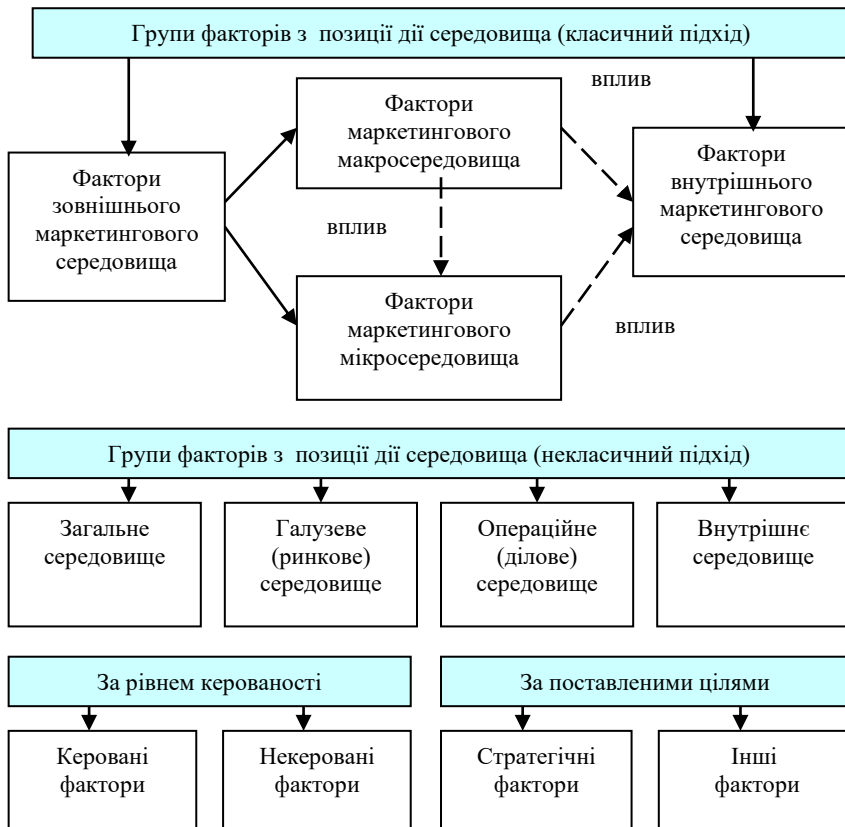 Групи факторів з позиції дії середовища (класичний підхід)
вплив
Фактори
маркетингового
макросередовища
Фактори
зовнішнього
маркетингового
середовища
Фактори
внутрішнього
маркетингового
середовища
вплив
Фактори
маркетингового
мікросередовища
вплив
Групи факторів з позиції дії середовища (некласичний підхід)
Загальне
середовище
Галузеве
(ринкове)
середовище
Операційне
(ділове)
середовище
Внутрішнє
середовище
За рівнем керованості
За поставленими цілями
Керовані
фактори
Некеровані
фактори
Стратегічні
фактори
Інші
фактори